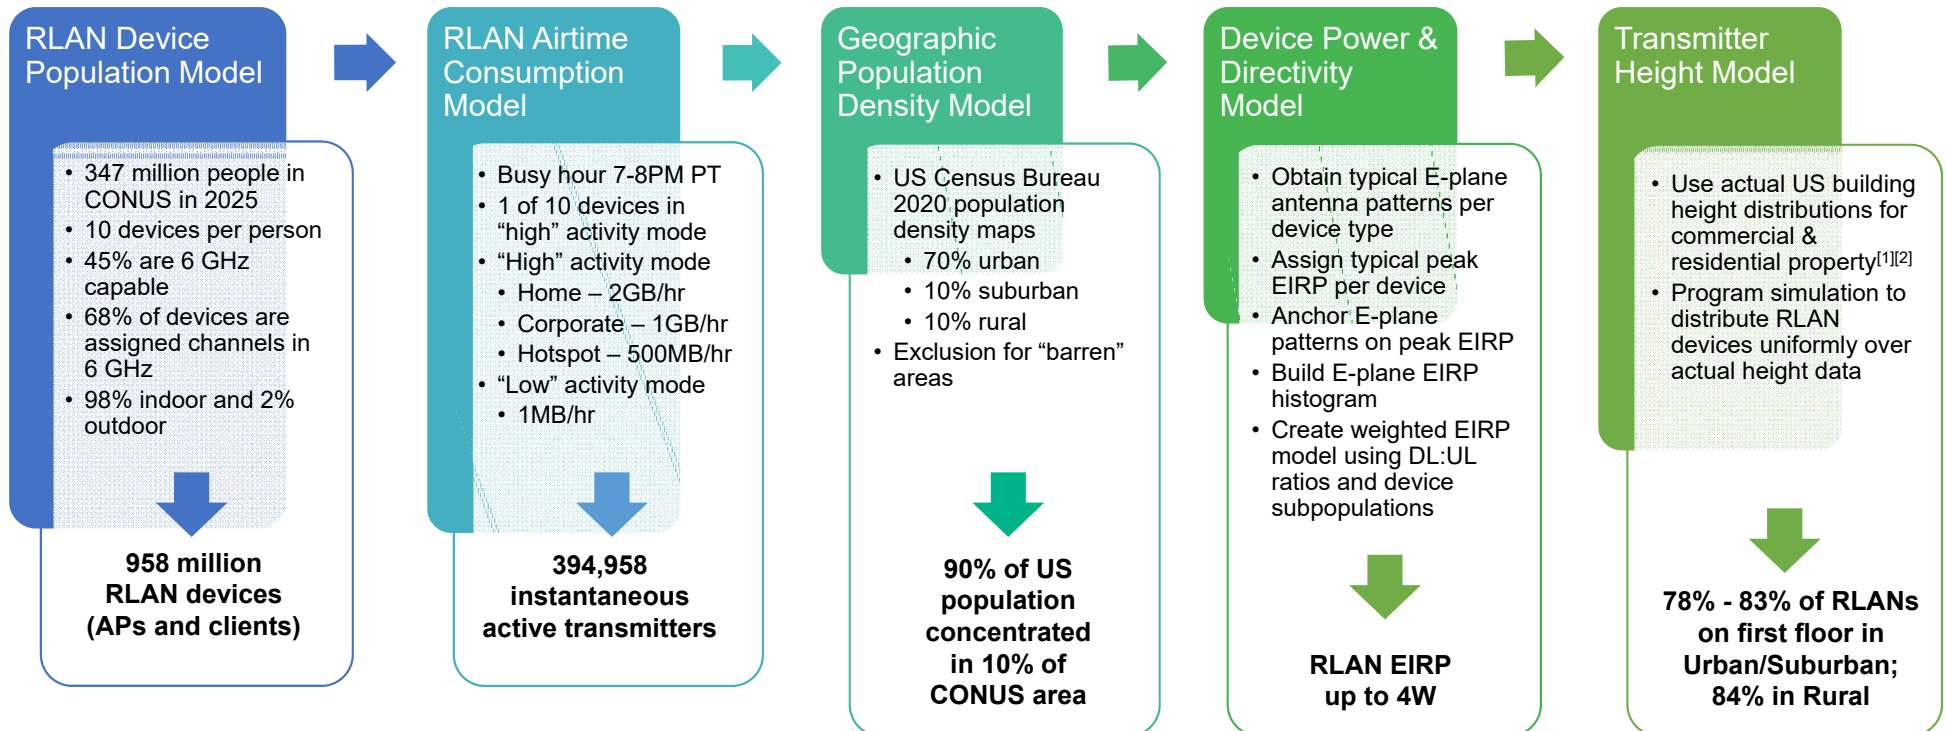 RLAN Device
Population Model
• 347 million people in
CONUS in 2025
• 10 devices per person
• 45% are 6 GHz
capable
• 68% of devices are
assigned channels in
6 GHz
• 98% indoor and 2%
outdoor
958 million
RLAN devices
(APs and clients)
RLAN Airtime
Consumption
Model
• Busy hour 7-8PM PT
• 1 of 10 devices in
“high” activity mode
• “High” activity mode
• Home – 2GB/hr
• Corporate – 1GB/hr
• Hotspot – 500MB/hr
• “Low” activity mode
• 1MB/hr
394,958
instantaneous
active transmitters
Geographic
Population
Density Model
• US Census Bureau
2020 population
density maps
• 70% urban
• 10% suburban
• 10% rural
• Exclusion for “barren”
areas
90% of US
population
concentrated
in 10% of
CONUS area
Device Power &
Directivity
Model
• Obtain typical E-plane
antenna patterns per
device type
• Assign typical peak
EIRP per device
• Anchor E-plane
patterns on peak EIRP
• Build E-plane EIRP
histogram
• Create weighted EIRP
model using DL:UL
ratios and device
subpopulations
RLAN EIRP
up to 4W
Transmitter
Height Model
• Use actual US building
height distributions for
commercial &
residential property[1][2]
• Program simulation to
distribute RLAN
devices uniformly over
actual height data
78% - 83% of RLANs
on first floor in
Urban/Suburban;
84% in Rural